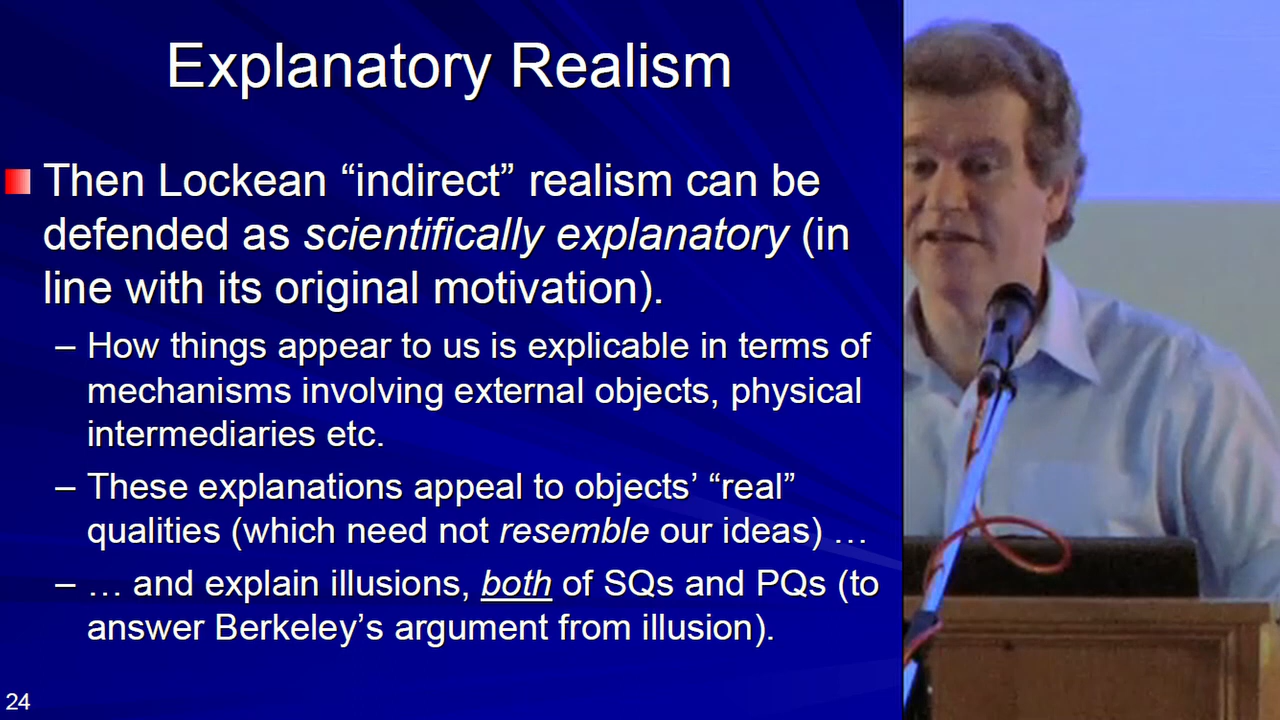 Explanatory Realism
Then Lockean “indirect” realism can be
defended as scientifically explanatory (in
line with its original motivation).
– How things appear to us is explicable in terms of
mechanisms involving external objects, physical
intermediaries etc.
– These explanations appeal to objects’ “real”
qualities (which need not resemble our ideas) …
– … and explain illusions, both of SQs and PQs (to
answer Berkeley’s argument from illusion).
24